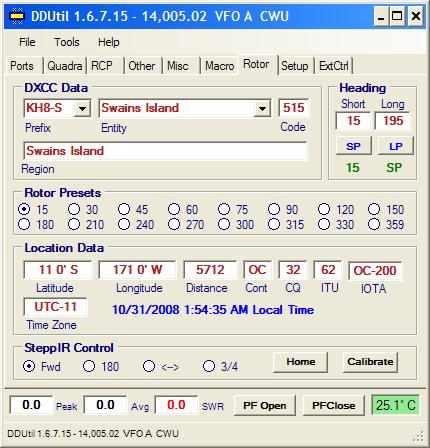 DDUtil 1.6.7.15 - 14,005.02 VFO A CWU
File Tools Help
Ports Quadra RCP Other Misc Macro Rotor Setup ExtCtrl
DXCC Data
KH8-S Swains Island 515
Prefix Entity Code
Swains Island
Region
Heading
Short Long
15 195
SP LP
15 SP
Rotor Presets
15 30 45 60 75 90 120 150
180 210 240 270 300 315 330 359
Location Data
11 0' S 171 0' W 5712 OC 32 62 OC-200
Latitude Longitude Distance Cont CQ ITU IOTA
UTC-11 10/31/2008 1:54:35 AM Local Time
Time Zone
SteppIR Control
Fwd 180 <--> 3/4 Home Calibrate
0.0 Peak 0.0 Avg 0.0 SWR PF Open PFClose 25.1° C
DDUtil 1.6.7.15 - 14,005.02 VFO A CWU